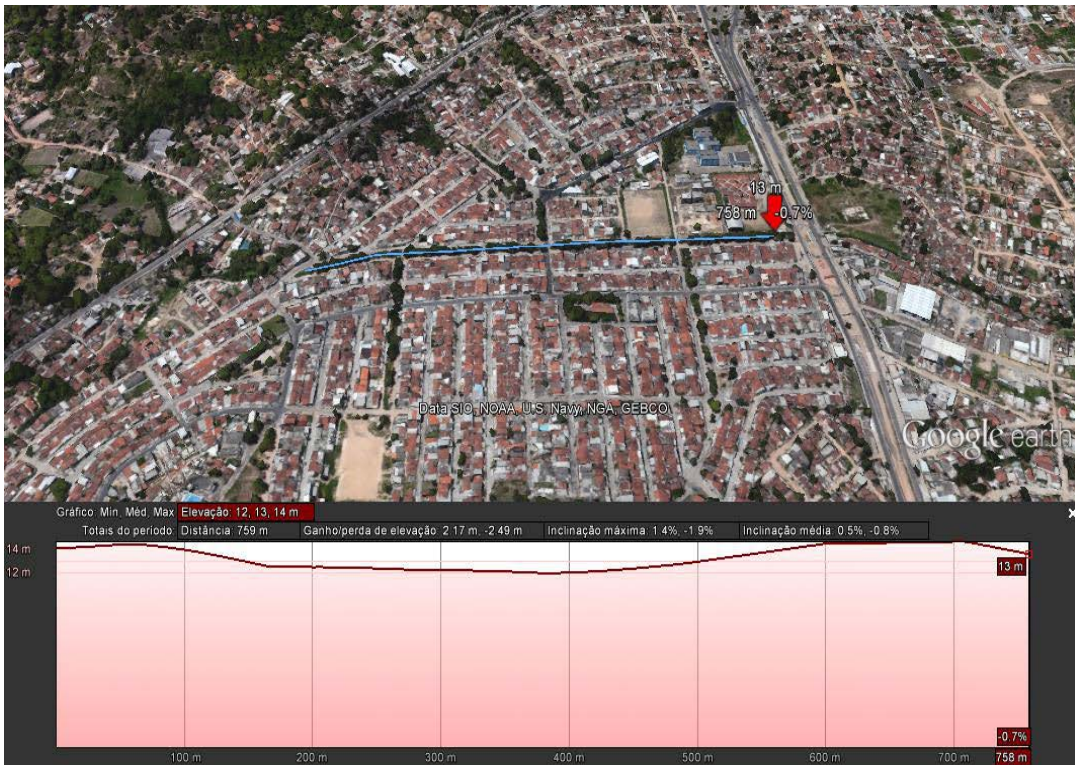 13 m
758 m -0.7%
Data SIO, NOAA, U.S. Navy, NGA, GEBCO
Google earth
Gráfico: Mín, Méd, Máx Elevação: 12, 13, 14 m
Totais do período: Distância: 759 m Ganho/perda de elevação: 2.17 m, -2.49 m Inclinação máxima: 1.4%, -1.9% Inclinação média: 0.5%, -0.8%
14 m
12 m
13 m
-0.7%
100 m 200 m 300 m 400 m 500 m 600 m 700 m 758 m